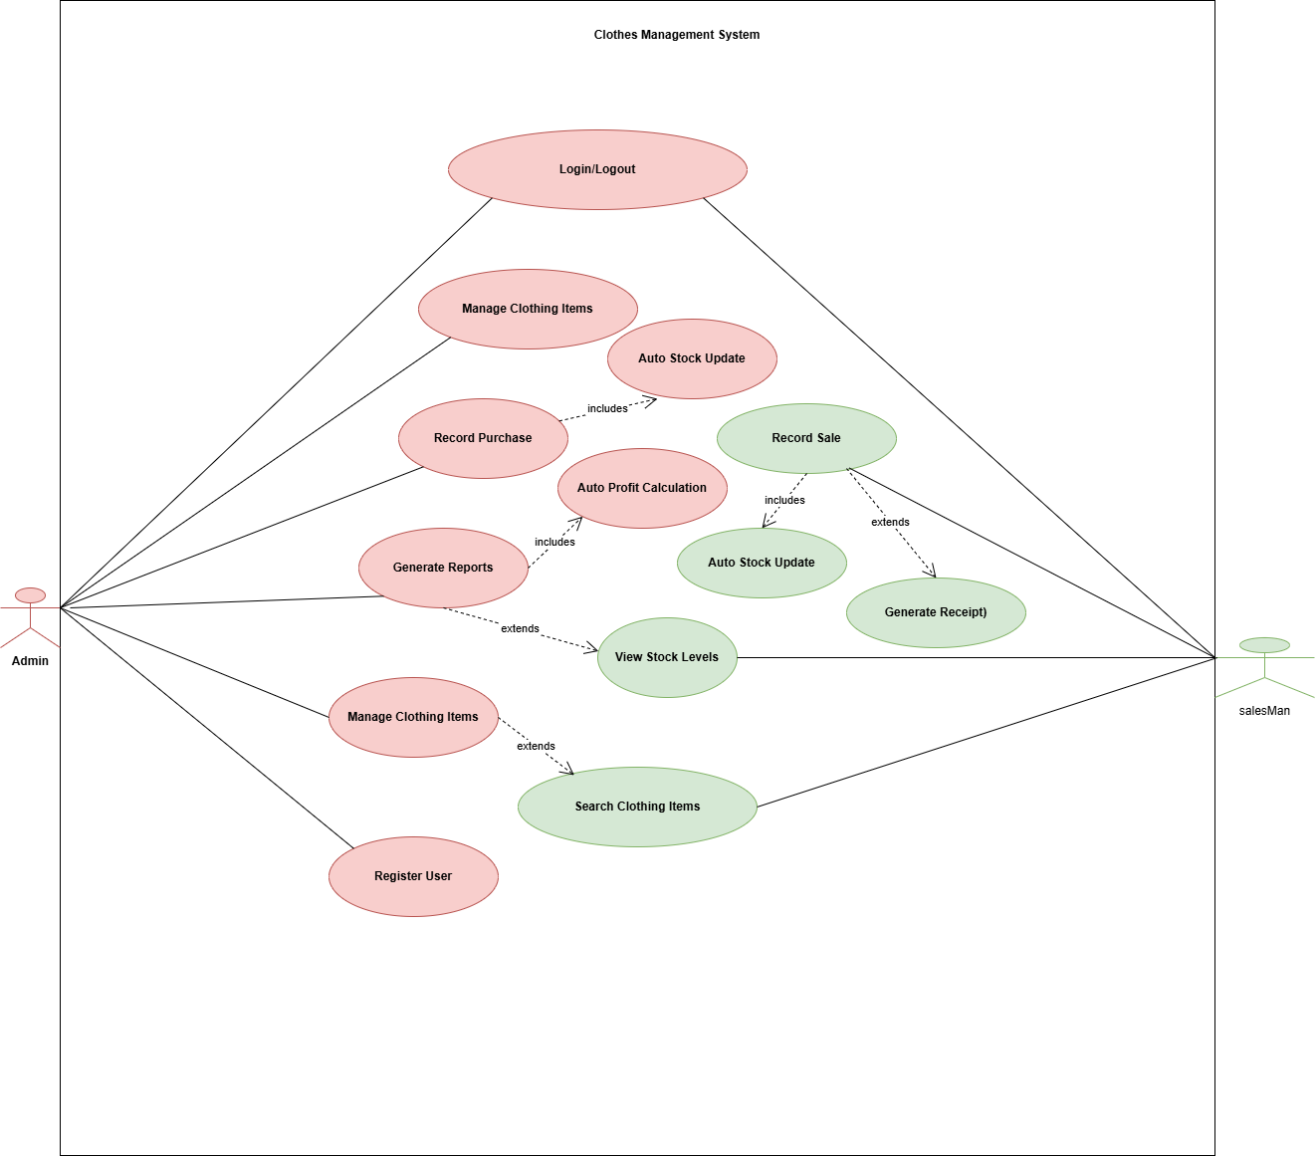 Clothes Management System
Login/Logout
Manage Clothing Items
Auto Stock Update
includes
Record Purchase
Record Sale
Auto Profit Calculation
includes
extends
includes
Auto Stock Update
Generate Reports
Generate Receipt)
extends
View Stock Levels
Admin
salesMan
Manage Clothing Items
extends
Search Clothing Items
Register User